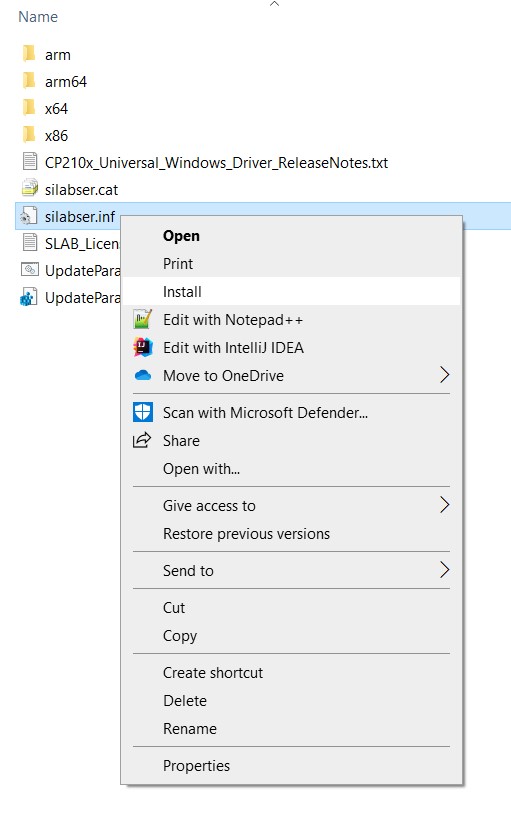 Name
arm
arm64
x64
x86
CP210x_Universal_Windows_Driver_ReleaseNotes.txt
silabser.cat
silabser.inf
SLAB_Licens
UpdatePara
UpdatePara
Open
Print
Install
Edit with Notepad++
Edit with IntelliJ IDEA
Move to OneDrive
Scan with Microsoft Defender...
Share
Open with...
Give access to
Restore previous versions
Send to
Cut
Copy
Create shortcut
Delete
Rename
Properties